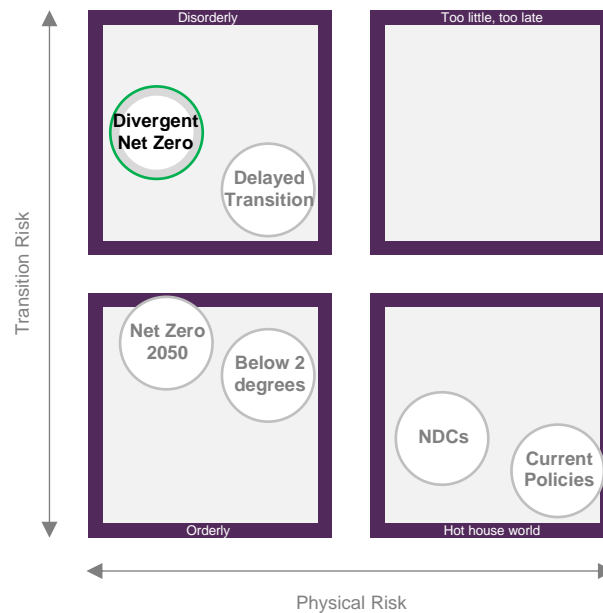 Disorderly
Too little, too late
Divergent
Net Zero
Delayed
Transition
Transition Risk
Net Zero
2050
Below 2
degrees
NDCs
Current
Policies
Orderly
Hot house world
Physical Risk